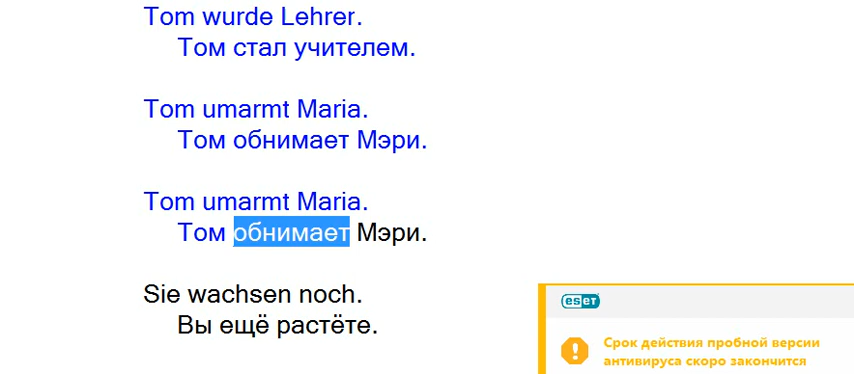 Tom wurde Lehrer.
Том стал учителем.
Tom umarmt Maria.
Том обнимает Мэри.
Tom umarmt Maria.
Том обнимает Мэри.
Sie wachsen noch.
Вы ещё растёте.
eseT
Срок действия пробной версии
антивируса скоро закончится